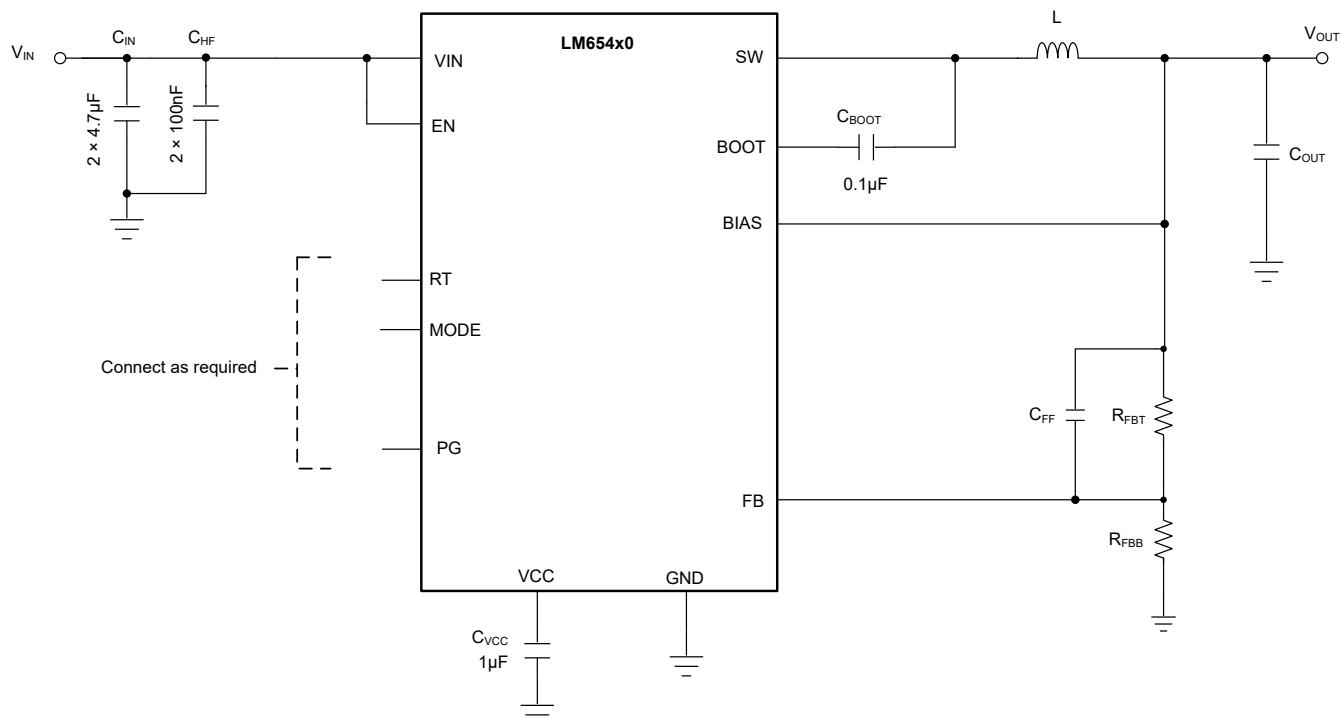 V_IN
C_IN
C_HF
2 × 4.7µF
2 × 100nF
LM654x0
VIN
EN
RT
MODE
PG
Connect as required
VCC
GND
C_VCC
1µF
SW
BOOT
BIAS
FB
C_BOOT
0.1µF
L
V_OUT
C_OUT
C_FF
R_FBT
R_FBB